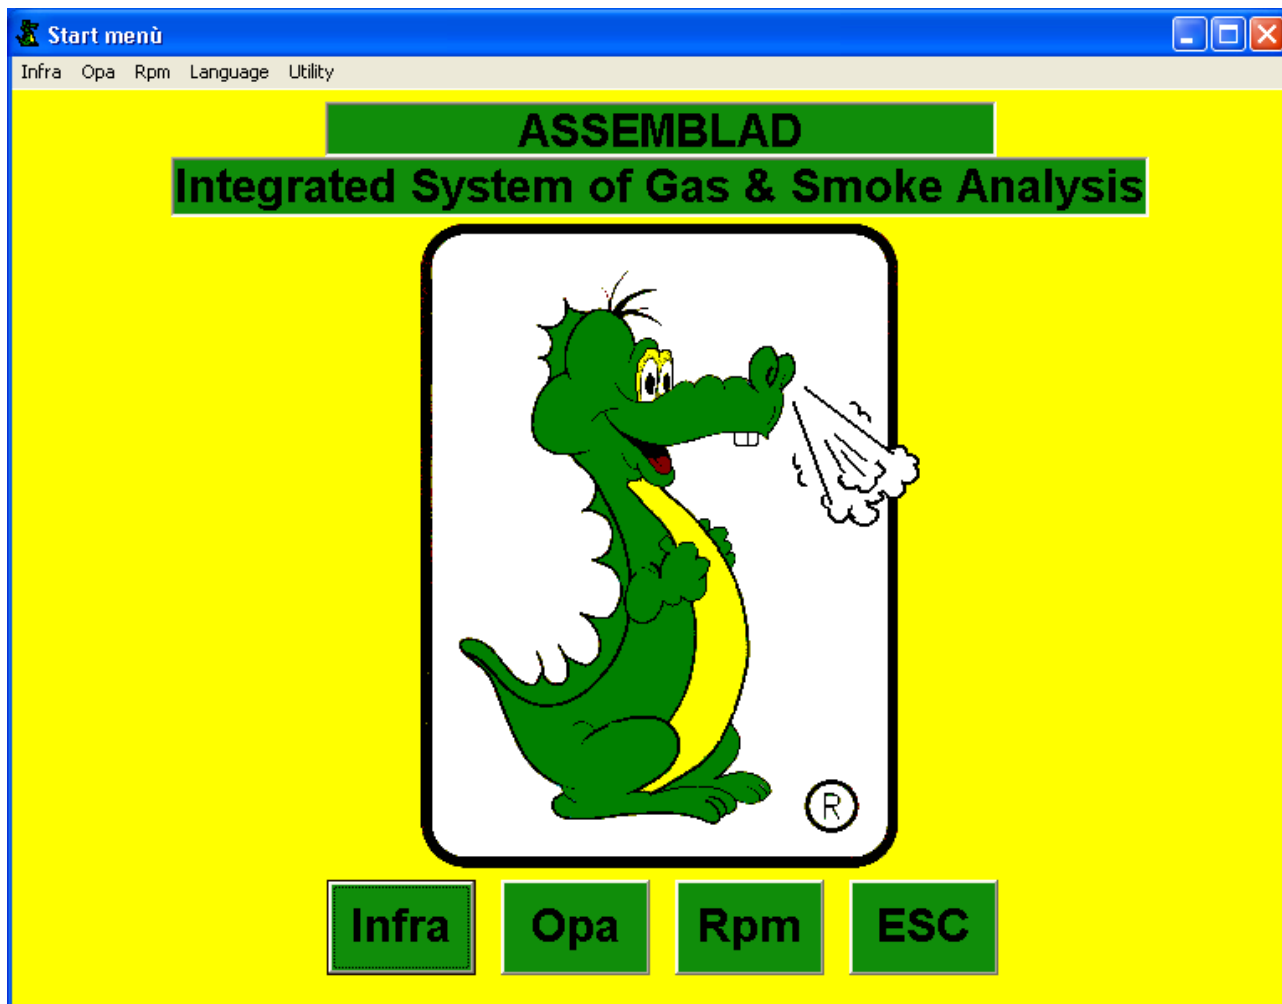 Start menù
Infra Opa Rpm Language Utility
ASSEMBLAD
Integrated System of Gas & Smoke Analysis
R
Infra Opa Rpm ESC